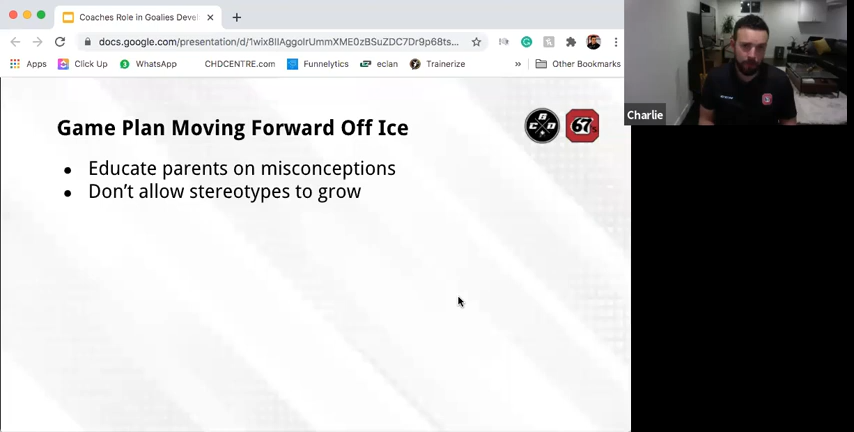 Coaches Role in Goalies Devel
docs.google.com/presentation/d/1wix8IIAggolrUmmXME0zBSuZDC7Dr9p68ts...
Apps
Click Up
WhatsApp
CHDCENTRE.com
Funnelytics
eclan
Trainerize
»
Other Bookmarks
Charlie
Game Plan Moving Forward Off Ice
G
C D
67's
● Educate parents on misconceptions
● Don't allow stereotypes to grow